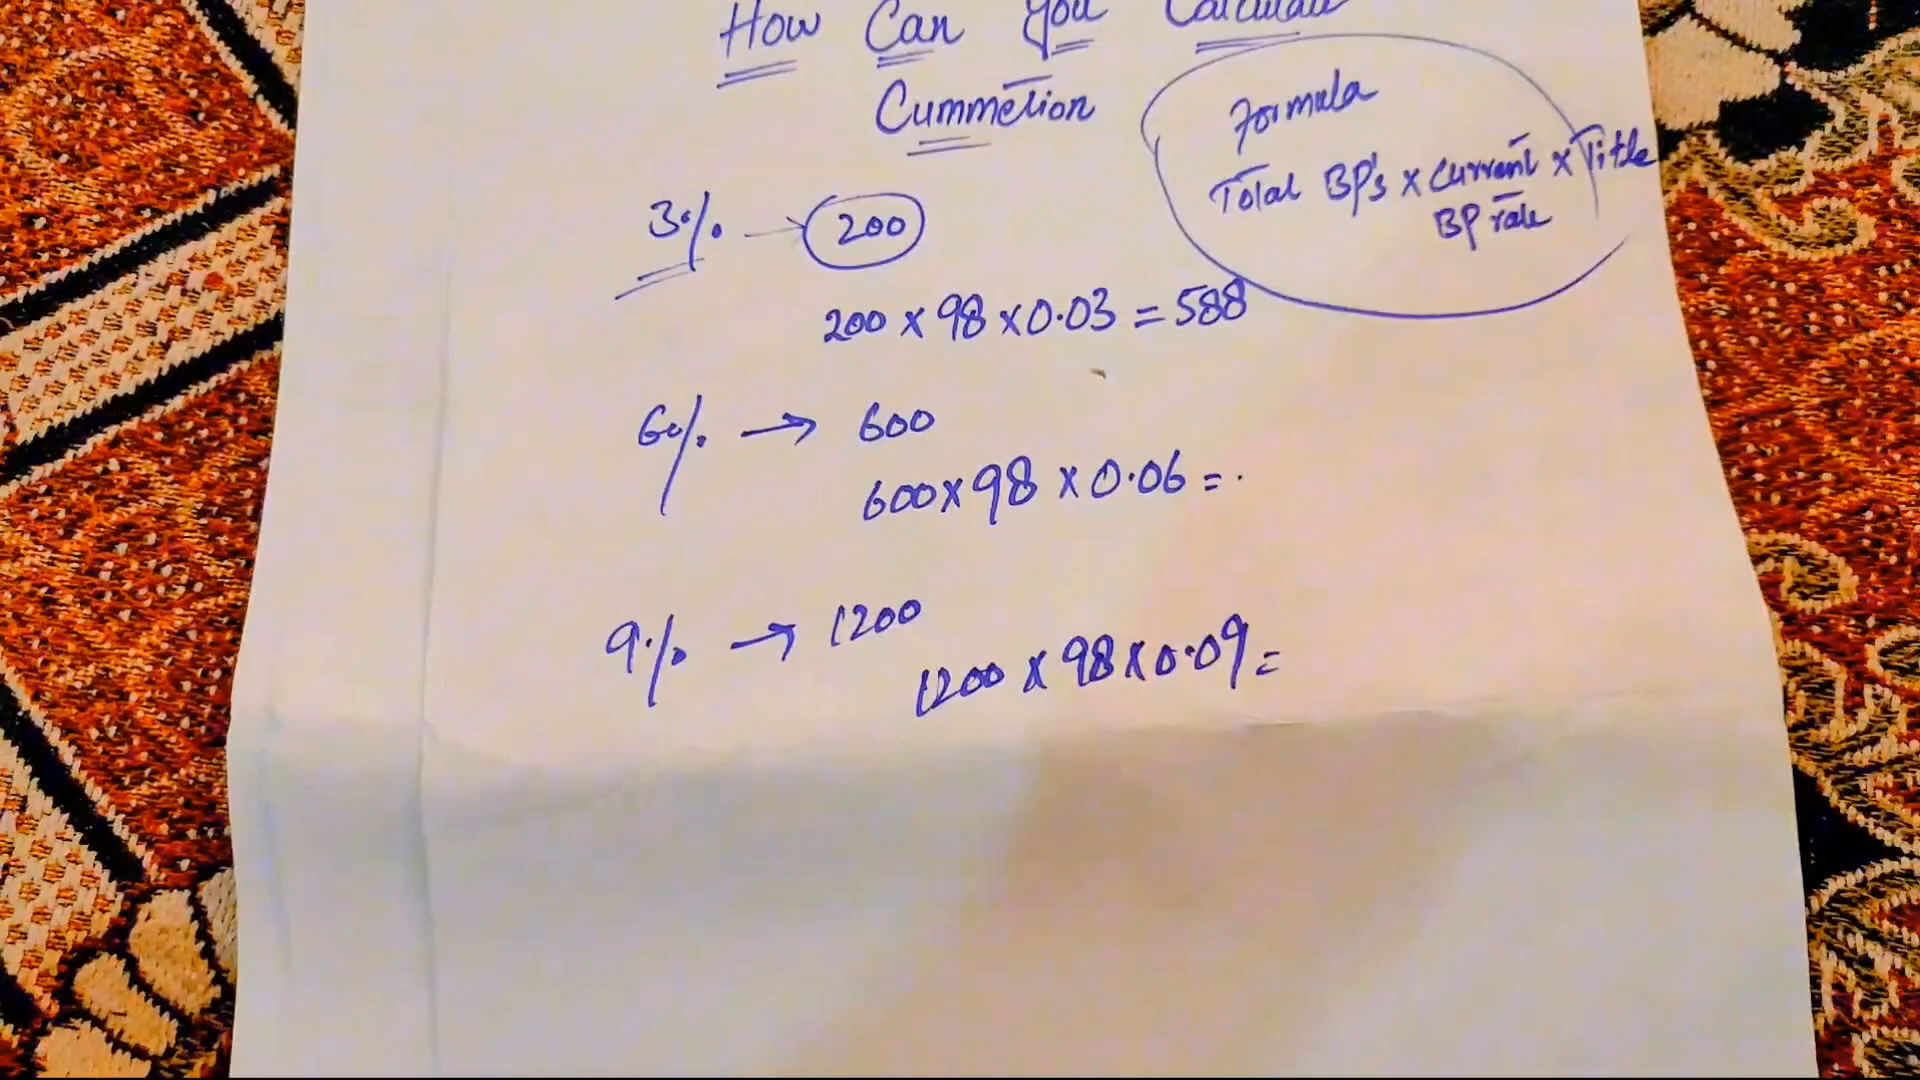 How Can You Calculate
Cummetion
Formula
Total BP's x Current x Title
BP rate
3% → 200
200 x 98 x 0.03 = 588
6% → 600
600 x 98 x 0.06 = .
9% → 1200
1200 x 98 x 0.09 =